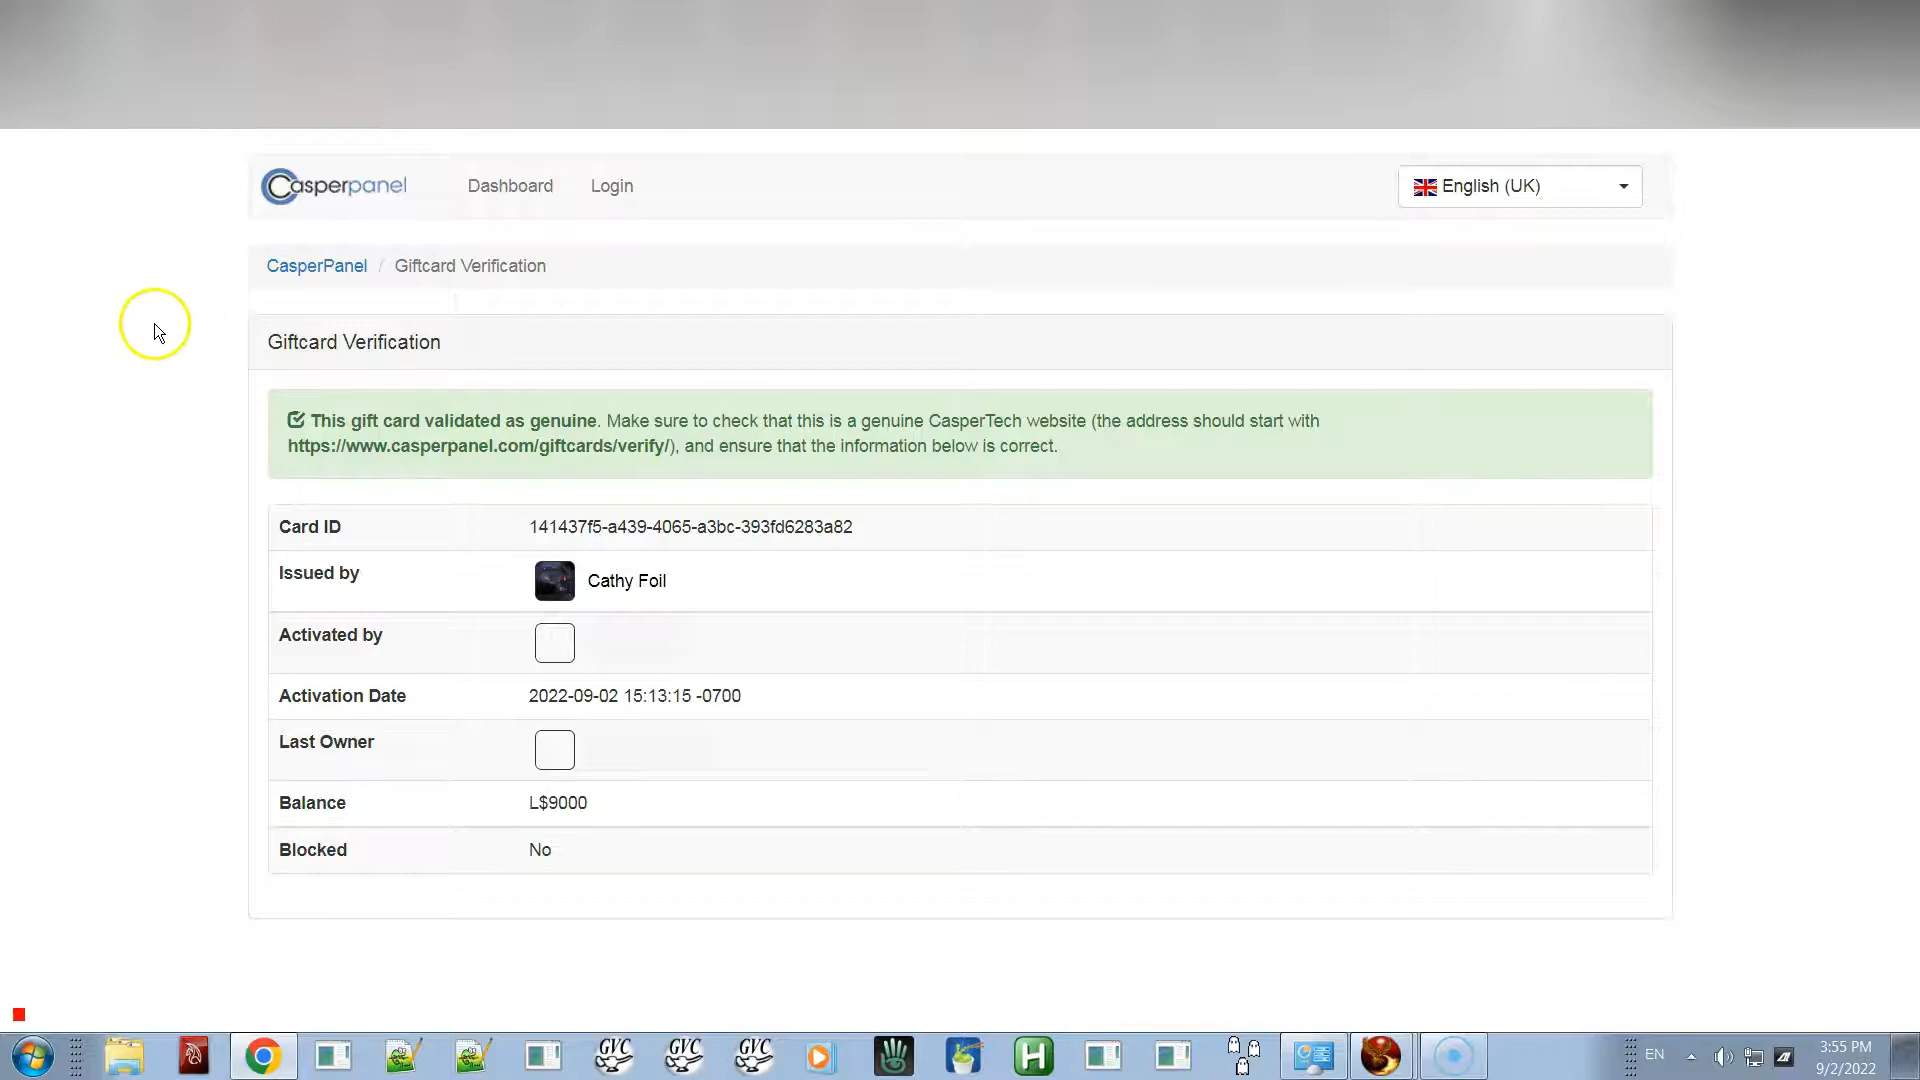 Casperpanel
Dashboard
Login
English (UK)
CasperPanel / Giftcard Verification
Giftcard Verification
This gift card validated as genuine. Make sure to check that this is a genuine CasperTech website (the address should start with
https://www.casperpanel.com/giftcards/verify/), and ensure that the information below is correct.
Card ID 141437f5-a439-4065-a3bc-393fd6283a82
Issued by Cathy Foil
Activated by
Activation Date 2022-09-02 15:13:15 -0700
Last Owner
Balance L$9000
Blocked No
GVC GVC GVC
H
EN
3:55 PM
9/2/2022